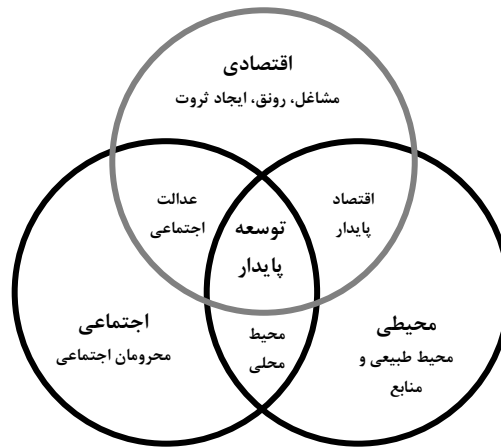 اقتصادی
مشاغل، رونق، ایجاد ثروت
عدالت
اجتماعی
اقتصاد
پایدار
توسعه
پایدار
اجتماعی
محرومان اجتماعی
محیط
محلی
محیطی
محیط طبیعی و
منابع